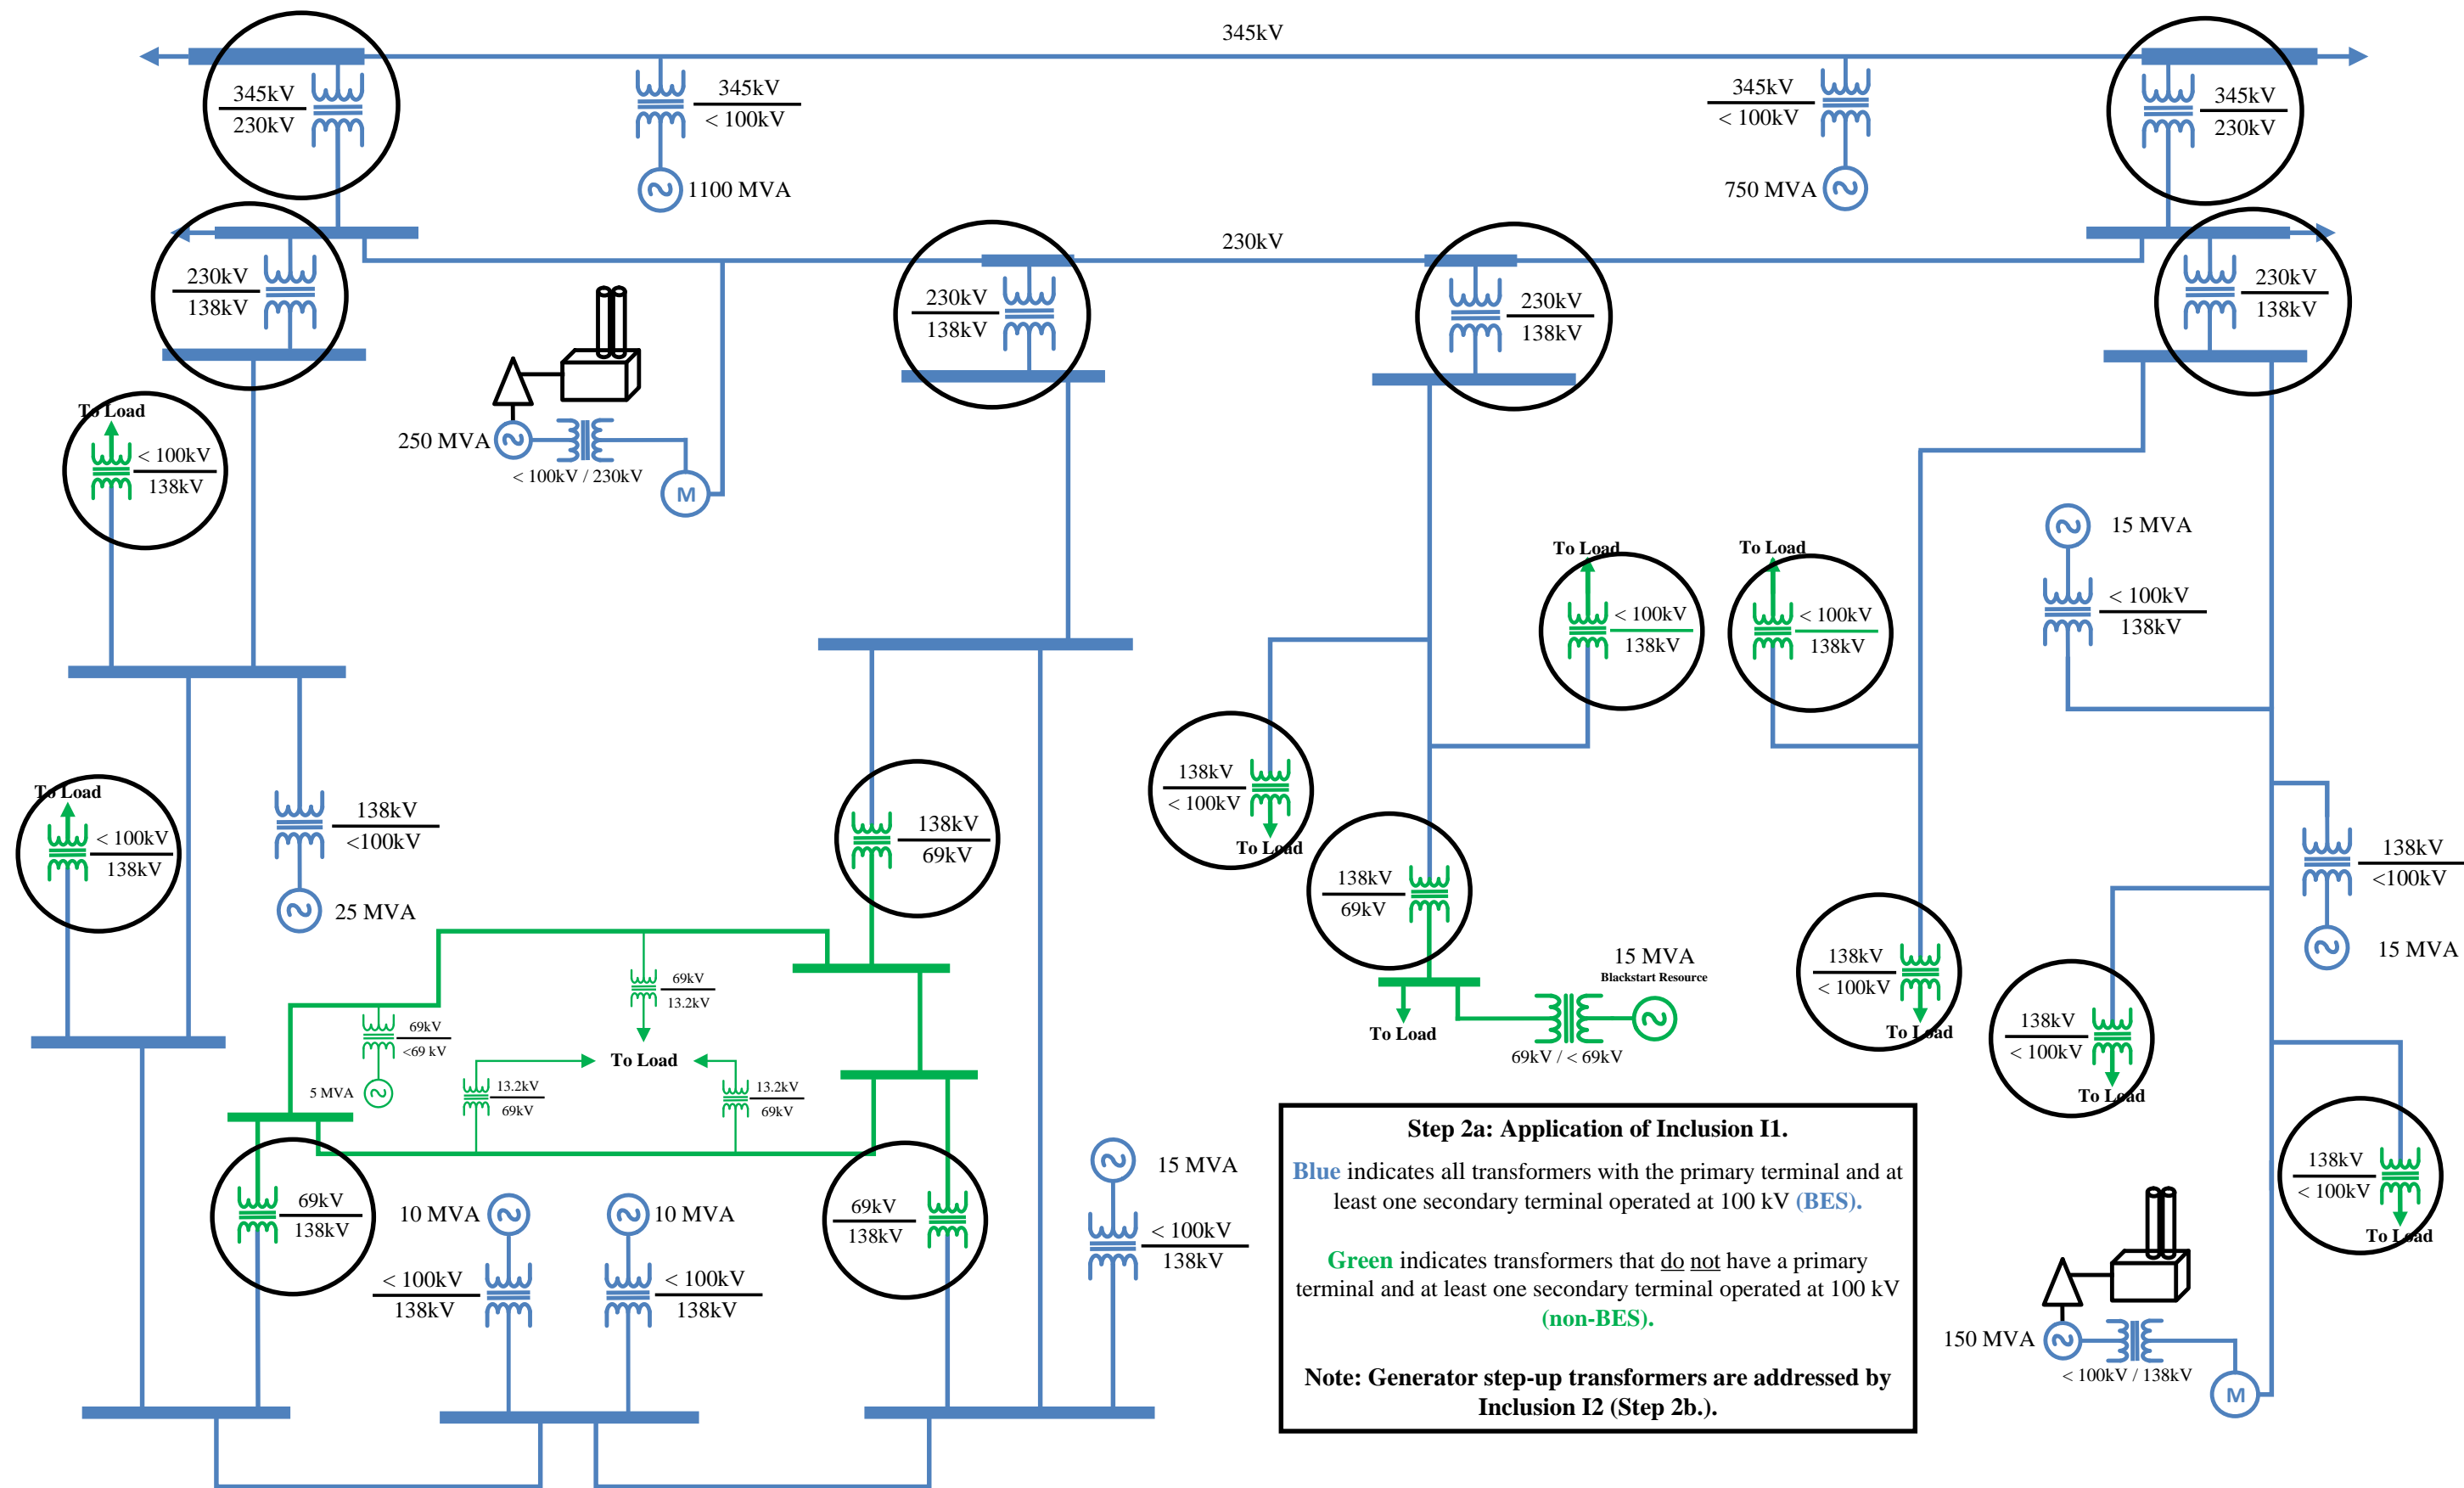 345kV
345kV
230kV
345kV
< 100kV
1100 MVA
345kV
< 100kV
750 MVA
345kV
230kV
230kV
230kV
138kV
230kV
138kV
230kV
138kV
230kV
138kV
250 MVA
< 100kV / 230kV
M
To Load
< 100kV
138kV
To Load
< 100kV
138kV
To Load
< 100kV
138kV
15 MVA
< 100kV
138kV
138kV
< 100kV
To Load
To Load
< 100kV
138kV
138kV
<100kV
25 MVA
138kV
69kV
138kV
69kV
138kV
<100kV
15 MVA
138kV
< 100kV
To Load
15 MVA
Blackstart Resource
69kV / < 69kV
To Load
138kV
< 100kV
To Load
69kV
13.2kV
To Load
69kV
<69 kV
5 MVA
13.2kV
69kV
13.2kV
69kV
69kV
138kV
69kV
138kV
10 MVA
< 100kV
138kV
10 MVA
< 100kV
138kV
15 MVA
< 100kV
138kV
138kV
< 100kV
To Load
150 MVA
< 100kV / 138kV
M
Step 2a: Application of Inclusion I1.
Blue indicates all transformers with the primary terminal and at
least one secondary terminal operated at 100 kV (BES).
Green indicates transformers that do not have a primary
terminal and at least one secondary terminal operated at 100 kV
(non-BES).
Note: Generator step-up transformers are addressed by
Inclusion I2 (Step 2b.).